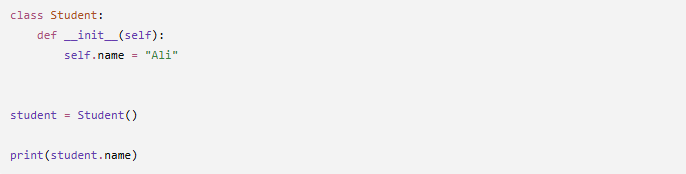 class Student:
    def __init__(self):
        self.name = "Ali"
student = Student()
print(student.name)